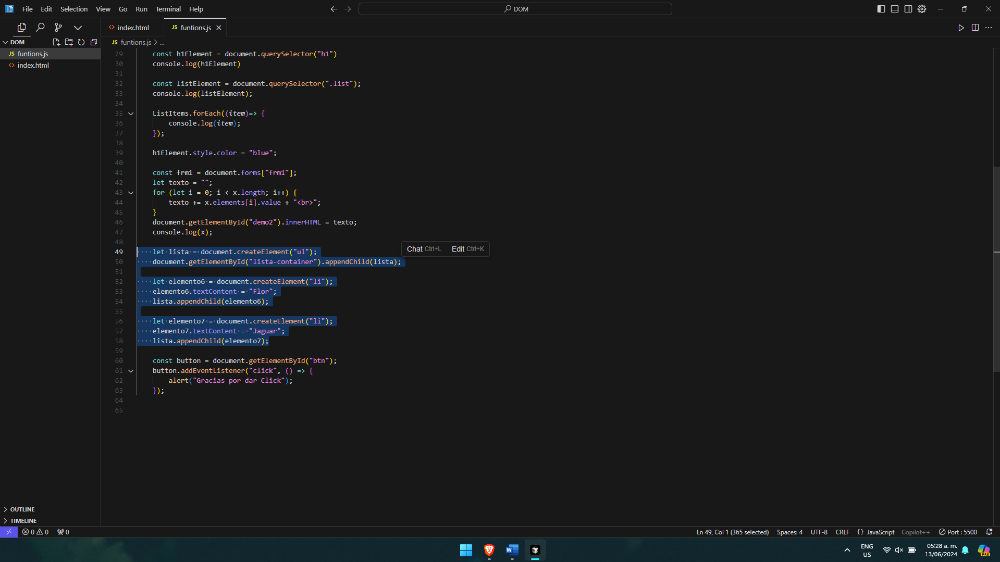 File Edit Selection View Go Run Terminal Help
DOM
index.html
JS funtions.js
DOM
JS funtions.js > ...
JS funtions.js
index.html
29 const h1Element = document.querySelector("h1")
30 console.log(h1Element)
31
32 const listElement = document.querySelector(".list");
33 console.log(listElement);
34
35 ListItems.forEach((item)=> {
36 console.log(item);
37 });
38
39 h1Element.style.color = "blue";
40
41 const frm1 = document.forms["frm1"];
42 let texto = "";
43 for (let i = 0; i < x.length; i++) {
44 texto += x.elements[i].value + "<br>";
45 }
46 document.getElementById("demo2").innerHTML = texto;
47 console.log(x);
48
Chat Ctrl+L Edit Ctrl+K
49 let lista = document.createElement("ul");
50 document.getElementById("lista-container").appendChild(lista);
51
52 let elemento6 = document.createElement("li");
53 elemento6.textContent = "Flor";
54 lista.appendChild(elemento6);
55
56 let elemento7 = document.createElement("li");
57 elemento7.textContent = "Jaguar";
58 lista.appendChild(elemento7);
59
60 const button = document.getElementById("btn");
61 button.addEventListener("click", () => {
62 alert("Gracias por dar Click");
63 });
64
65
OUTLINE
TIMELINE
0 0 0
Ln 49, Col 1 (365 selected) Spaces: 4 UTF-8 CRLF {} JavaScript Copilot++ Port : 5500
ENG
US
05:28 a. m.
13/06/2024
PRE